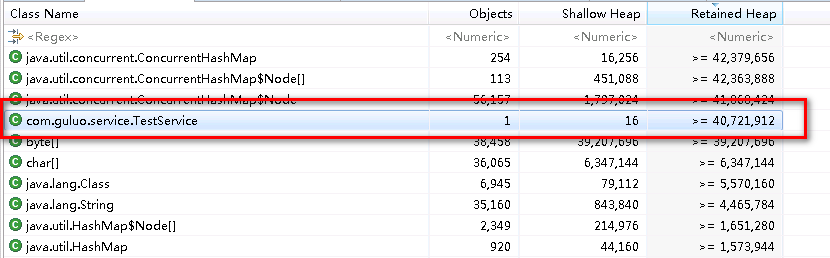 Class Name Objects Shallow Heap Retained Heap
<Regex> <Numeric> <Numeric> <Numeric>
java.util.concurrent.ConcurrentHashMap 254 16,256 >= 42,379,656
java.util.concurrent.ConcurrentHashMap$Node[] 113 451,088 >= 42,363,888
java.util.concurrent.ConcurrentHashMap$Node 56,157 1,797,024
com.guluo.service.TestService 1 16 >= 40,721,912
byte[] 38,458 39,207,696 >= 39,207,696
char[] 36,065 6,347,144 >= 6,347,144
java.lang.Class 6,945 79,112 >= 5,570,160
java.lang.String 35,160 843,840 >= 4,465,784
java.util.HashMap$Node[] 2,349 214,976 >= 1,651,280
java.util.HashMap 920 44,160 >= 1,573,944